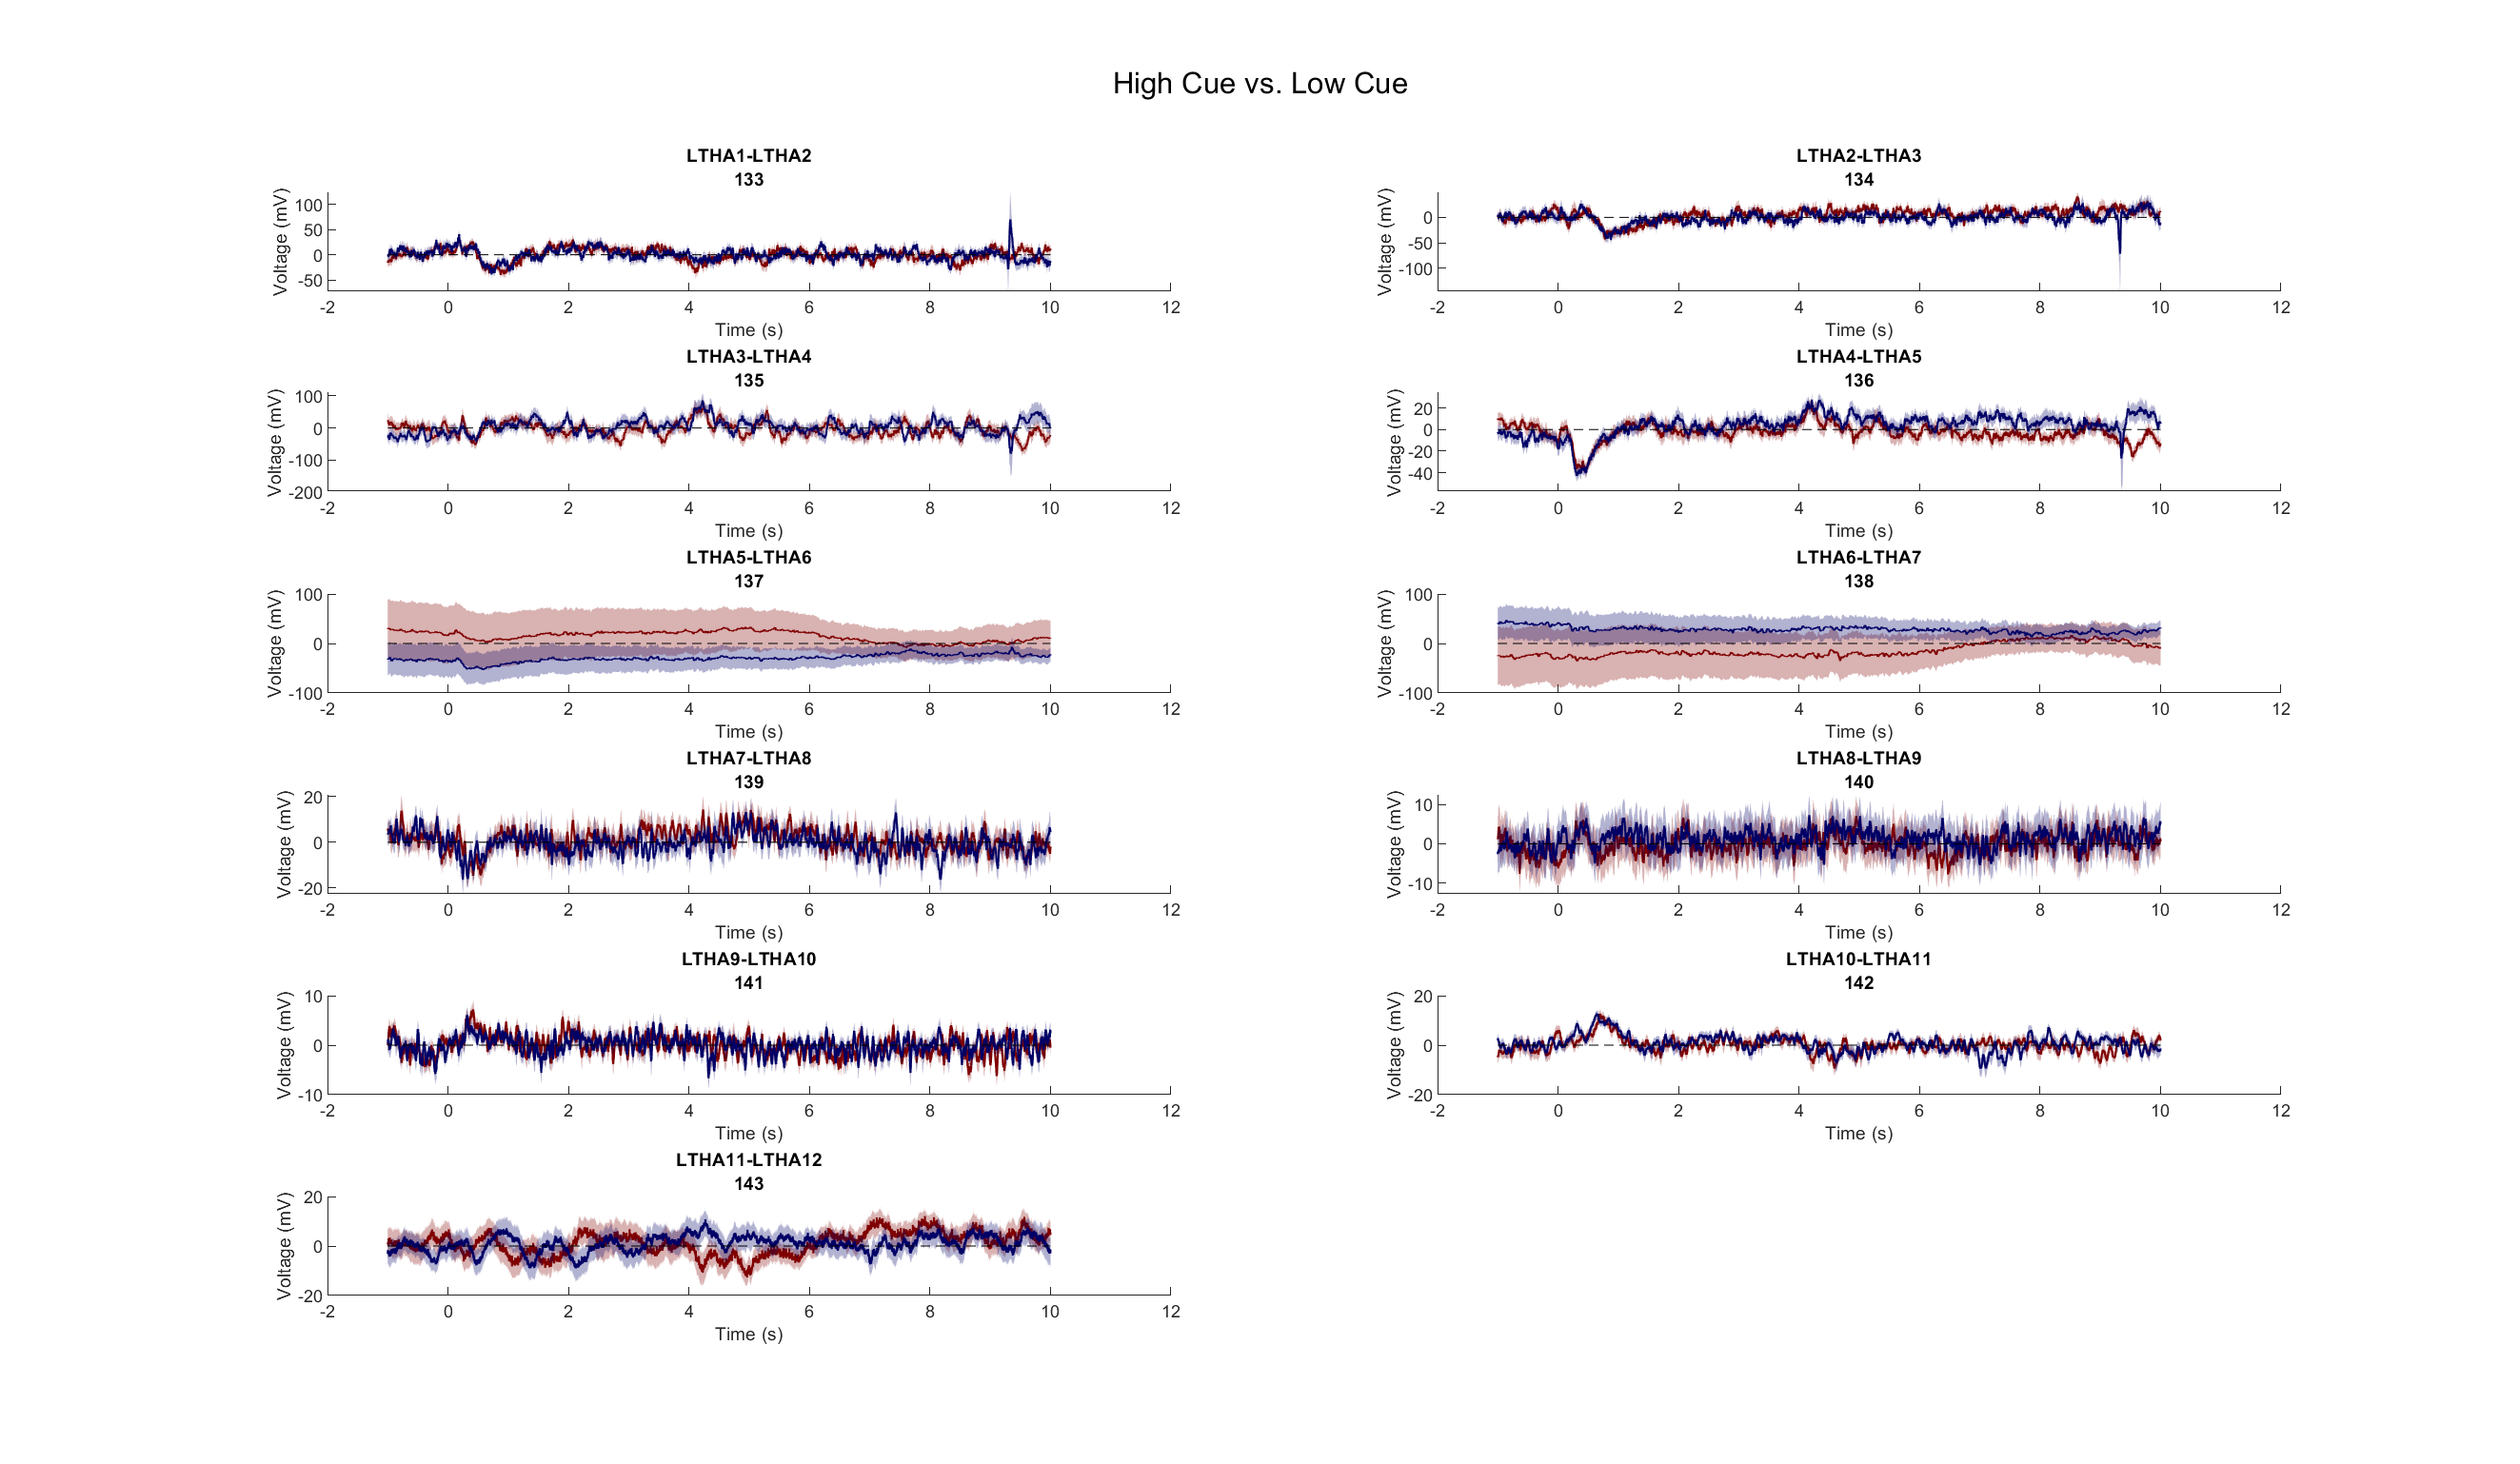 High Cue vs. Low Cue
LTHA1-LTHA2
133
Voltage (mV)
100
50
0
-50
-2 0 2 4 6 8 10 12
Time (s)
LTHA2-LTHA3
134
Voltage (mV)
0
-50
-100
-2 0 2 4 6 8 10 12
Time (s)
LTHA3-LTHA4
135
Voltage (mV)
100
0
-100
-200
-2 0 2 4 6 8 10 12
Time (s)
LTHA4-LTHA5
136
Voltage (mV)
20
0
-20
-40
-2 0 2 4 6 8 10 12
Time (s)
LTHA5-LTHA6
137
Voltage (mV)
100
0
-100
-2 0 2 4 6 8 10 12
Time (s)
LTHA6-LTHA7
138
Voltage (mV)
100
0
-100
-2 0 2 4 6 8 10 12
Time (s)
LTHA7-LTHA8
139
Voltage (mV)
20
0
-20
-2 0 2 4 6 8 10 12
Time (s)
LTHA8-LTHA9
140
Voltage (mV)
10
0
-10
-2 0 2 4 6 8 10 12
Time (s)
LTHA9-LTHA10
141
Voltage (mV)
10
0
-10
-2 0 2 4 6 8 10 12
Time (s)
LTHA10-LTHA11
142
Voltage (mV)
20
0
-20
-2 0 2 4 6 8 10 12
Time (s)
LTHA11-LTHA12
143
Voltage (mV)
20
0
-20
-2 0 2 4 6 8 10 12
Time (s)